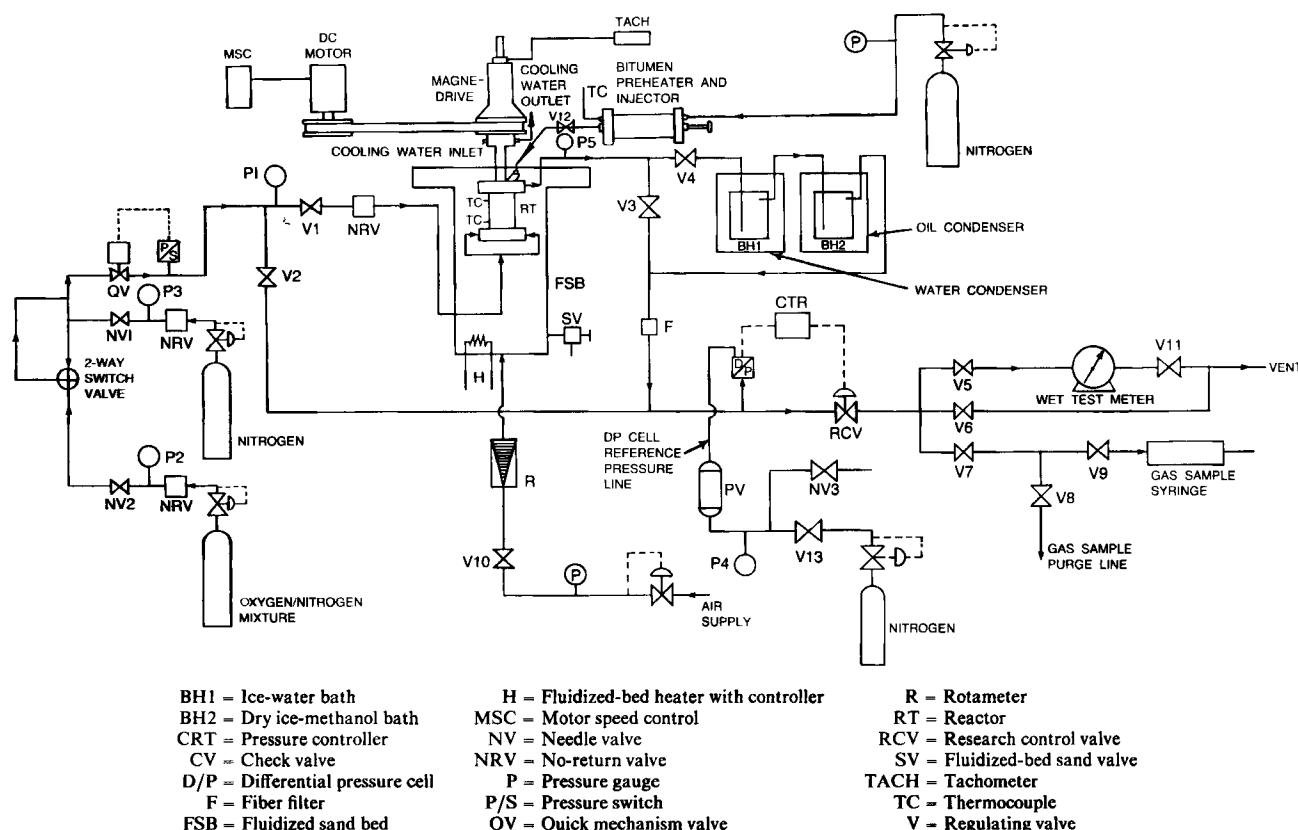 TACH
DC
MOTOR
MSC
MAGNE-
DRIVE
COOLING
WATER
OUTLET
V12
COOLING WATER INLET
BITUMEN
PREHEATER AND
INJECTOR
TC
P
NITROGEN
P5
V4
V3
BH1
BH2
OIL CONDENSER
WATER CONDENSER
P1
V1
NRV
TC
TC
RT
FSB
SV
H
V2
QV
P/S
P3
NV1
NRV
2-WAY
SWITCH
VALVE
NITROGEN
P2
NV2
NRV
OXYGEN/NITROGEN
MIXTURE
F
CTR
D/P
RCV
DP CELL
REFERENCE
PRESSURE
LINE
PV
NV3
V13
P4
NITROGEN
R
V10
P
AIR
SUPPLY
V5
WET TEST METER
V11
VENT
V6
V7
V9
GAS SAMPLE
SYRINGE
V8
GAS SAMPLE
PURGE LINE
BH1 = Ice-water bath
BH2 = Dry ice-methanol bath
CRT = Pressure controller
CV = Check valve
D/P = Differential pressure cell
F = Fiber filter
FSB = Fluidized sand bed
H = Fluidized-bed heater with controller
MSC = Motor speed control
NV = Needle valve
NRV = No-return valve
P = Pressure gauge
P/S = Pressure switch
QV = Quick mechanism valve
R = Rotameter
RT = Reactor
RCV = Research control valve
SV = Fluidized-bed sand valve
TACH = Tachometer
TC = Thermocouple
V = Regulating valve